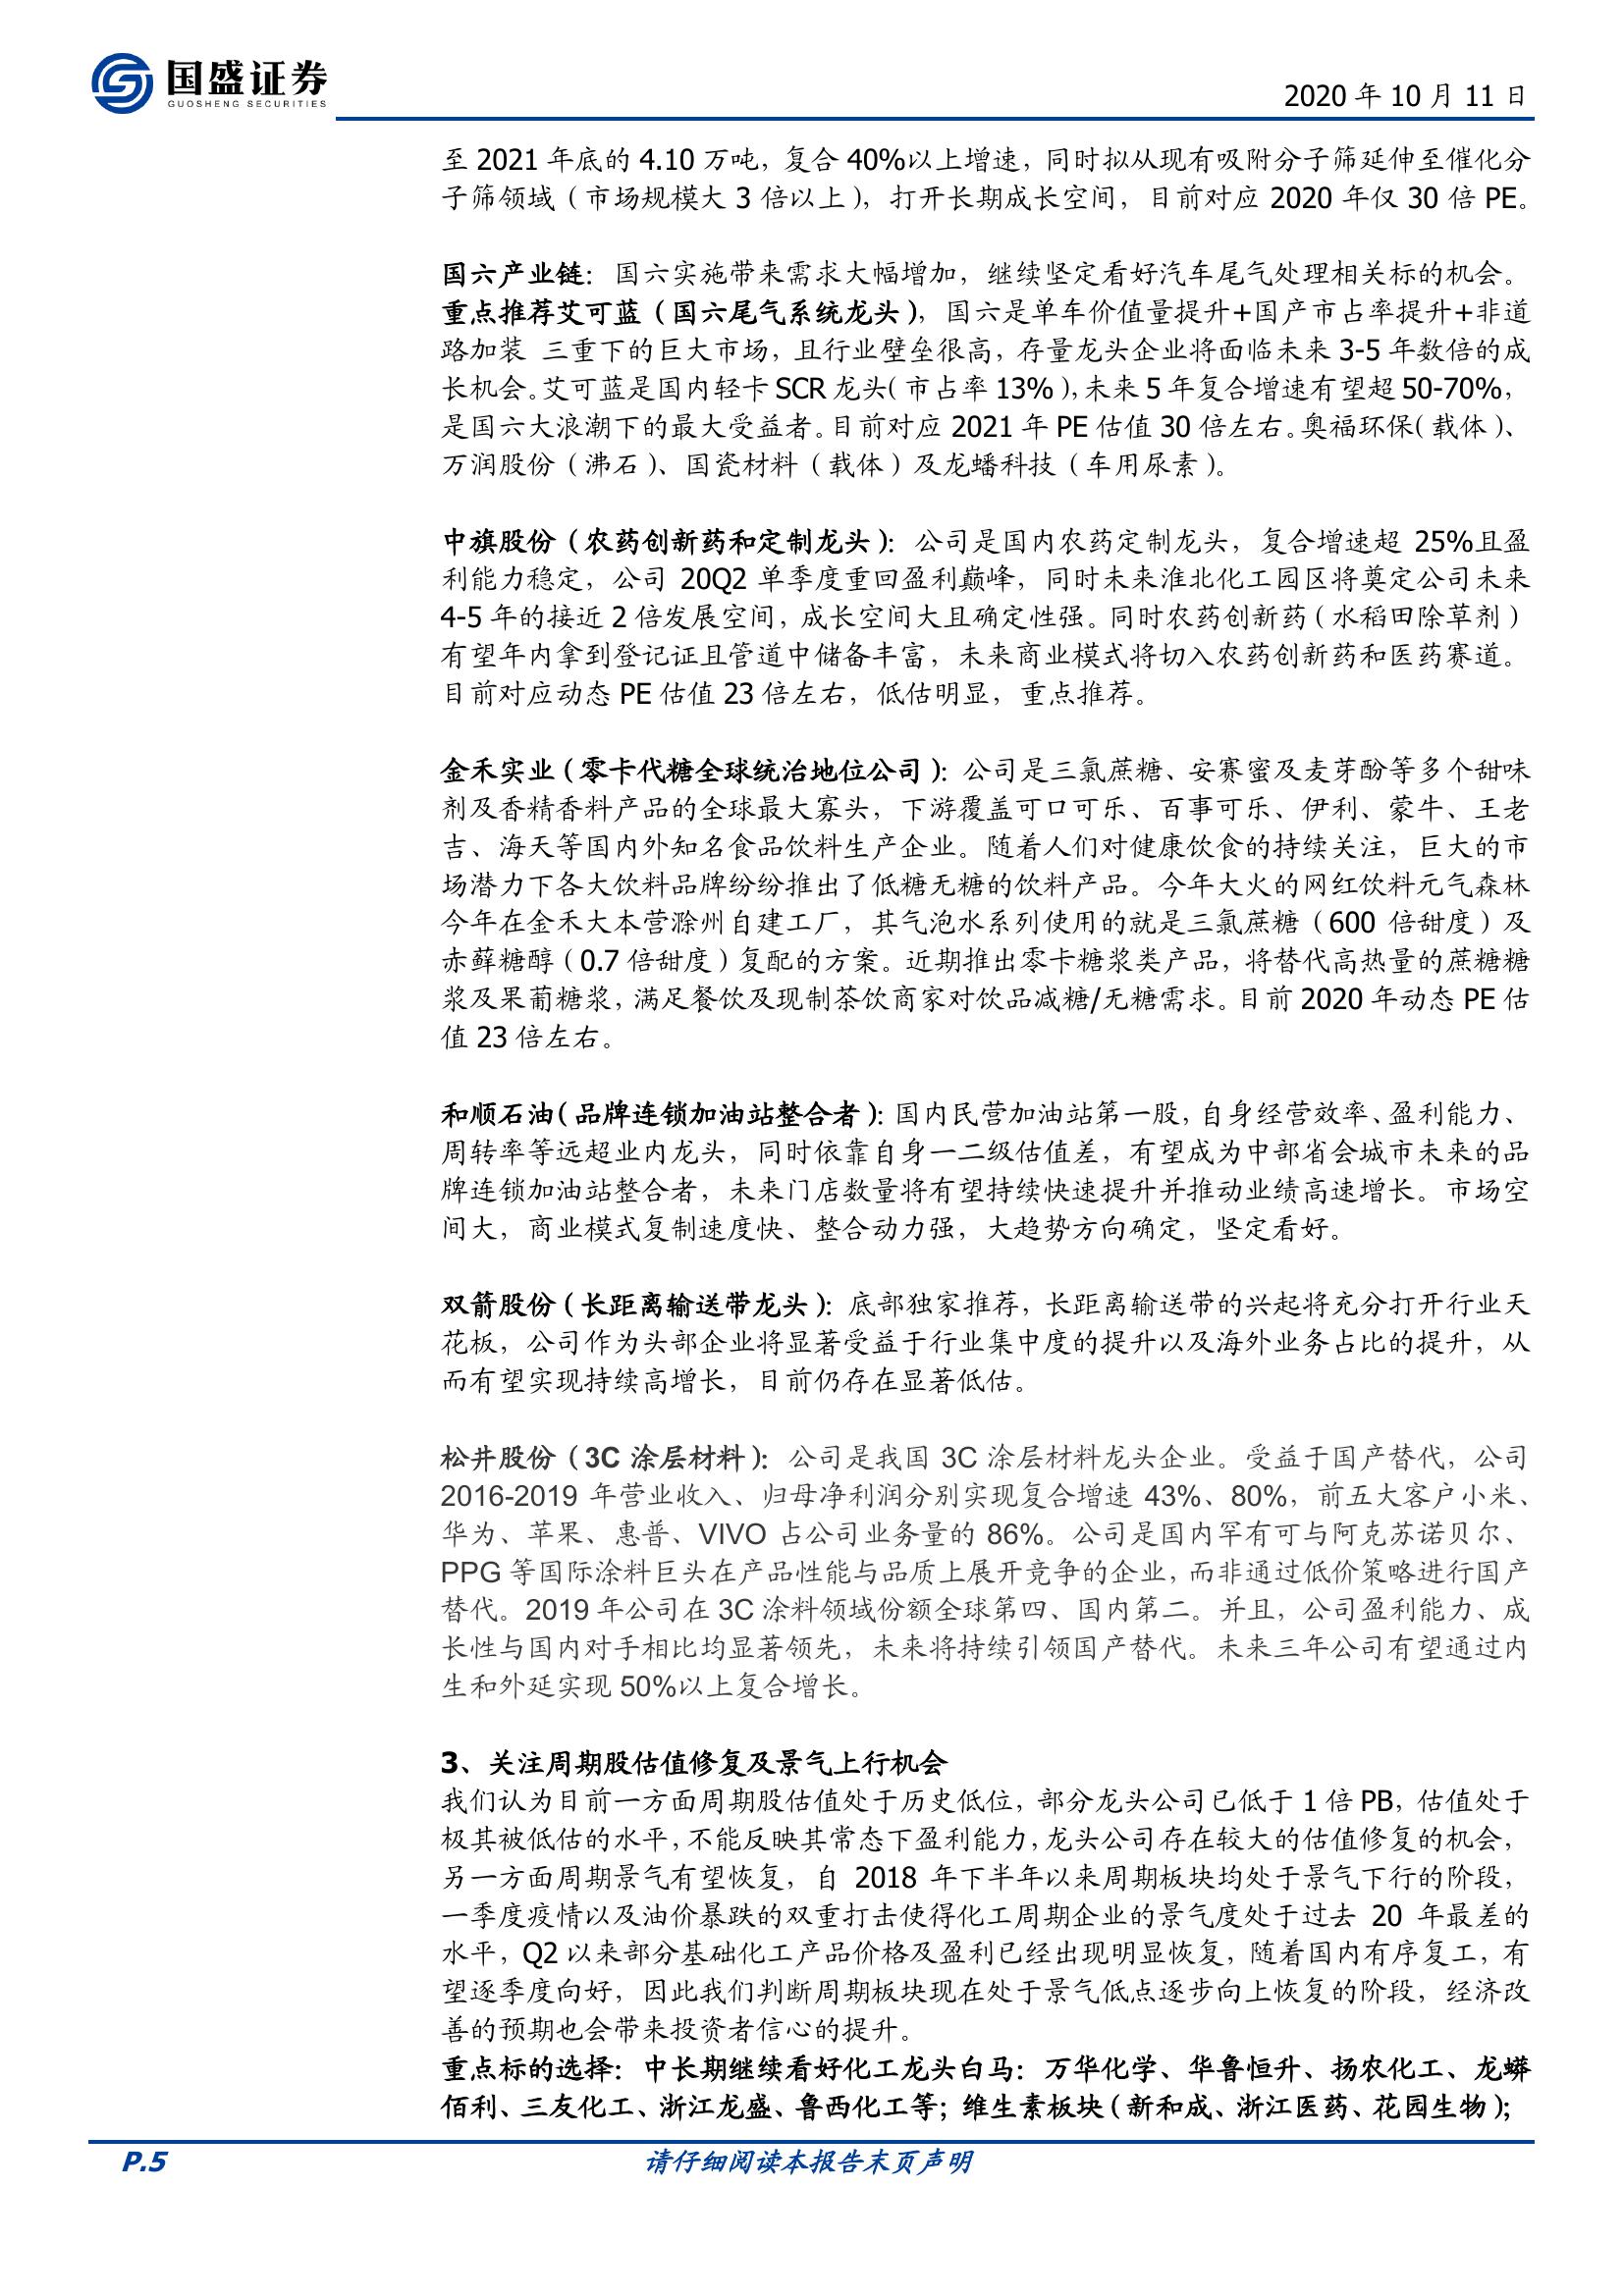 国盛证券
GUOSHENG SECURITIES
2020 年 10 月 11 日
至 2021 年底的 4.10 万吨，复合 40%以上增速，同时拟从现有吸附分子筛延伸至催化分
子筛领域（市场规模大 3 倍以上），打开长期成长空间，目前对应 2020 年仅 30 倍 PE。
国六产业链：国六实施带来需求大幅增加，继续坚定看好汽车尾气处理相关标的机会。
重点推荐艾可蓝（国六尾气系统龙头），国六是单车价值量提升+国产市占率提升+非道
路加装 三重下的巨大市场，且行业壁垒很高，存量龙头企业将面临未来 3-5 年数倍的成
长机会。艾可蓝是国内轻卡 SCR 龙头（市占率 13%），未来 5 年复合增速有望超 50-70%，
是国六大浪潮下的最大受益者。目前对应 2021 年 PE 估值 30 倍左右。奥福环保（载体）、
万润股份（沸石）、国瓷材料（载体）及龙蟠科技（车用尿素）。
中旗股份（农药创新药和定制龙头）：公司是国内农药定制龙头，复合增速超 25%且盈
利能力稳定，公司 20Q2 单季度重回盈利巅峰，同时未来淮北化工园区将奠定公司未来
4-5 年的接近 2 倍发展空间，成长空间大且确定性强。同时农药创新药（水稻田除草剂）
有望年内拿到登记证且管道中储备丰富，未来商业模式将切入农药创新药和医药赛道。
目前对应动态 PE 估值 23 倍左右，低估明显，重点推荐。
金禾实业（零卡代糖全球统治地位公司）：公司是三氯蔗糖、安赛蜜及麦芽酚等多个甜味
剂及香精香料产品的全球最大寡头，下游覆盖可口可乐、百事可乐、伊利、蒙牛、王老
吉、海天等国内外知名食品饮料生产企业。随着人们对健康饮食的持续关注，巨大的市
场潜力下各大饮料品牌纷纷推出了低糖无糖的饮料产品。今年大火的网红饮料元气森林
今年在金禾大本营滁州自建工厂，其气泡水系列使用的就是三氯蔗糖（600 倍甜度）及
赤藓糖醇（0.7 倍甜度）复配的方案。近期推出零卡糖浆类产品，将替代高热量的蔗糖糖
浆及果葡糖浆，满足餐饮及现制茶饮商家对饮品减糖/无糖需求。目前 2020 年动态 PE 估
值 23 倍左右。
和顺石油（品牌连锁加油站整合者）：国内民营加油站第一股，自身经营效率、盈利能力、
周转率等远超业内龙头，同时依靠自身一二级估值差，有望成为中部省会城市未来的品
牌连锁加油站整合者，未来门店数量将有望持续快速提升并推动业绩高速增长。市场空
间大，商业模式复制速度快、整合动力强，大趋势方向确定，坚定看好。
双箭股份（长距离输送带龙头）：底部独家推荐，长距离输送带的兴起将充分打开行业天
花板，公司作为头部企业将显著受益于行业集中度的提升以及海外业务占比的提升，从
而有望实现持续高增长，目前仍存在显著低估。
松井股份（3C 涂层材料）：公司是我国 3C 涂层材料龙头企业。受益于国产替代，公司
2016-2019 年营业收入、归母净利润分别实现复合增速 43%、80%，前五大客户小米、
华为、苹果、惠普、VIVO 占公司业务量的 86%。公司是国内罕有可与阿克苏诺贝尔、
PPG 等国际涂料巨头在产品性能与品质上展开竞争的企业，而非通过低价策略进行国产
替代。2019 年公司在 3C 涂料领域份额全球第四、国内第二。并且，公司盈利能力、成
长性与国内对手相比均显著领先，未来将持续引领国产替代。未来三年公司有望通过内
生和外延实现 50%以上复合增长。
3、关注周期股估值修复及景气上行机会
我们认为目前一方面周期股估值处于历史低位，部分龙头公司已低于 1 倍 PB，估值处于
极其被低估的水平，不能反映其常态下盈利能力，龙头公司存在较大的估值修复的机会，
另一方面周期景气有望恢复，自 2018 年下半年以来周期板块均处于景气下行的阶段，
一季度疫情以及油价暴跌的双重打击使得化工周期企业的景气度处于过去 20 年最差的
水平，Q2 以来部分基础化工产品价格及盈利已经出现明显恢复，随着国内有序复工，有
望逐季度向好，因此我们判断周期板块现在处于景气低点逐步向上恢复的阶段，经济改
善的预期也会带来投资者信心的提升。
重点标的选择：中长期继续看好化工龙头白马：万华化学、华鲁恒升、扬农化工、龙蟒
佰利、三友化工、浙江龙盛、鲁西化工等；维生素板块（新和成、浙江医药、花园生物）；
P.5
请仔细阅读本报告末页声明